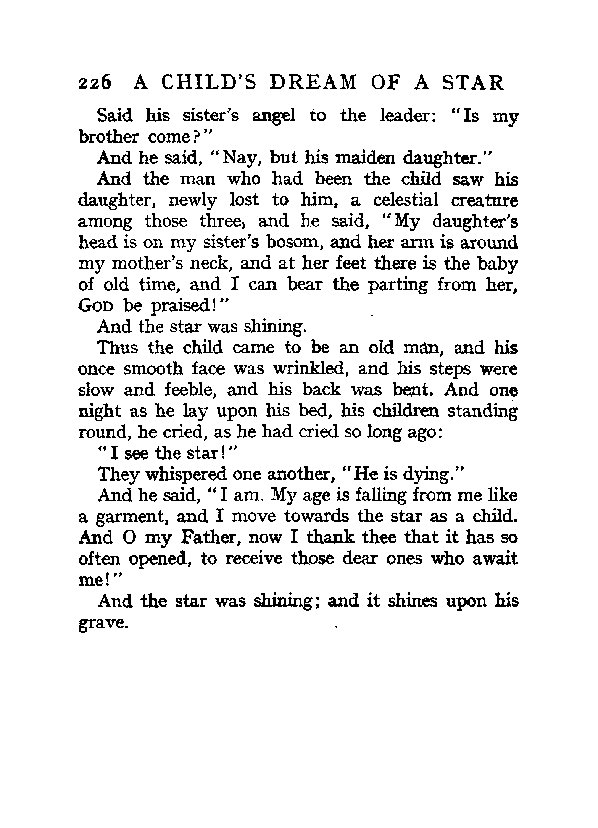 226 A CHILD'S DREAM OF A STAR
Said his sister's angel to the leader: "Is my
brother come?"
And he said, "Nay, but his maiden daughter."
And the man who had been the child saw his
daughter, newly lost to him, a celestial creature
among those three, and he said, "My daughter's
head is on my sister's bosom, and her arm is around
my mother's neck, and at her feet there is the baby
of old time, and I can bear the parting from her,
GOD be praised!"
And the star was shining.
Thus the child came to be an old man, and his
once smooth face was wrinkled, and his steps were
slow and feeble, and his back was bent. And one
night as he lay upon his bed, his children standing
round, he cried, as he had cried so long ago:
"I see the star!"
They whispered one another, "He is dying."
And he said, "I am. My age is falling from me like
a garment, and I move towards the star as a child.
And O my Father, now I thank thee that it has so
often opened, to receive those dear ones who await
me!"
And the star was shining; and it shines upon his
grave.